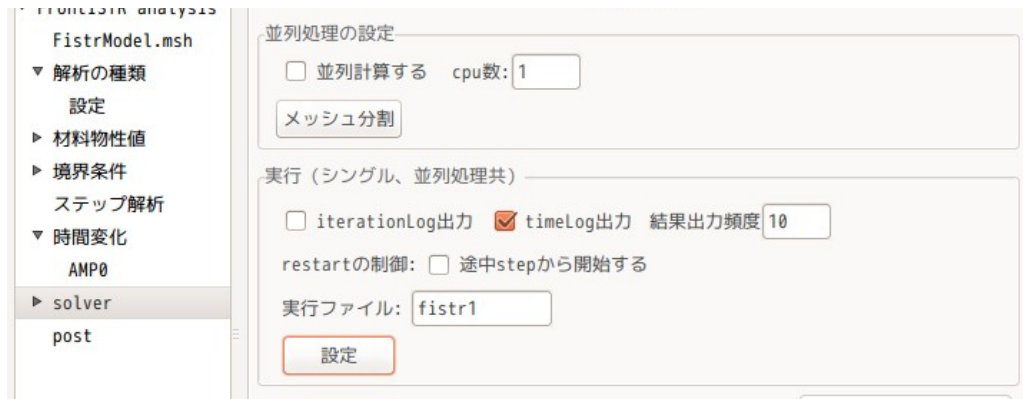 FrontISTR analysis
FistrModel.msh
▼ 解析の種類
設定
▶ 材料物性値
▶ 境界条件
ステップ解析
▼ 時間変化
AMP0
▶ solver
post
並列処理の設定
並列計算する cpu数: 1
メッシュ分割
実行 (シングル、並列処理共)
iterationLog出力 timeLog出力 結果出力頻度 10
restartの制御: 途中stepから開始する
実行ファイル: fistr1
設定